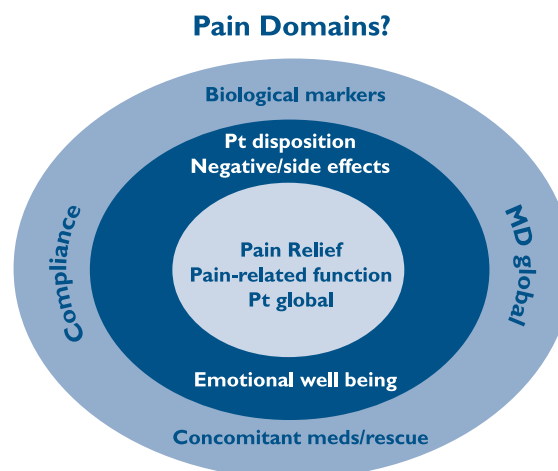 Pain Domains?
Biological markers
Pt disposition
Negative/side effects
Compliance
MD global
Pain Relief
Pain-related function
Pt global
Emotional well being
Concomitant meds/rescue